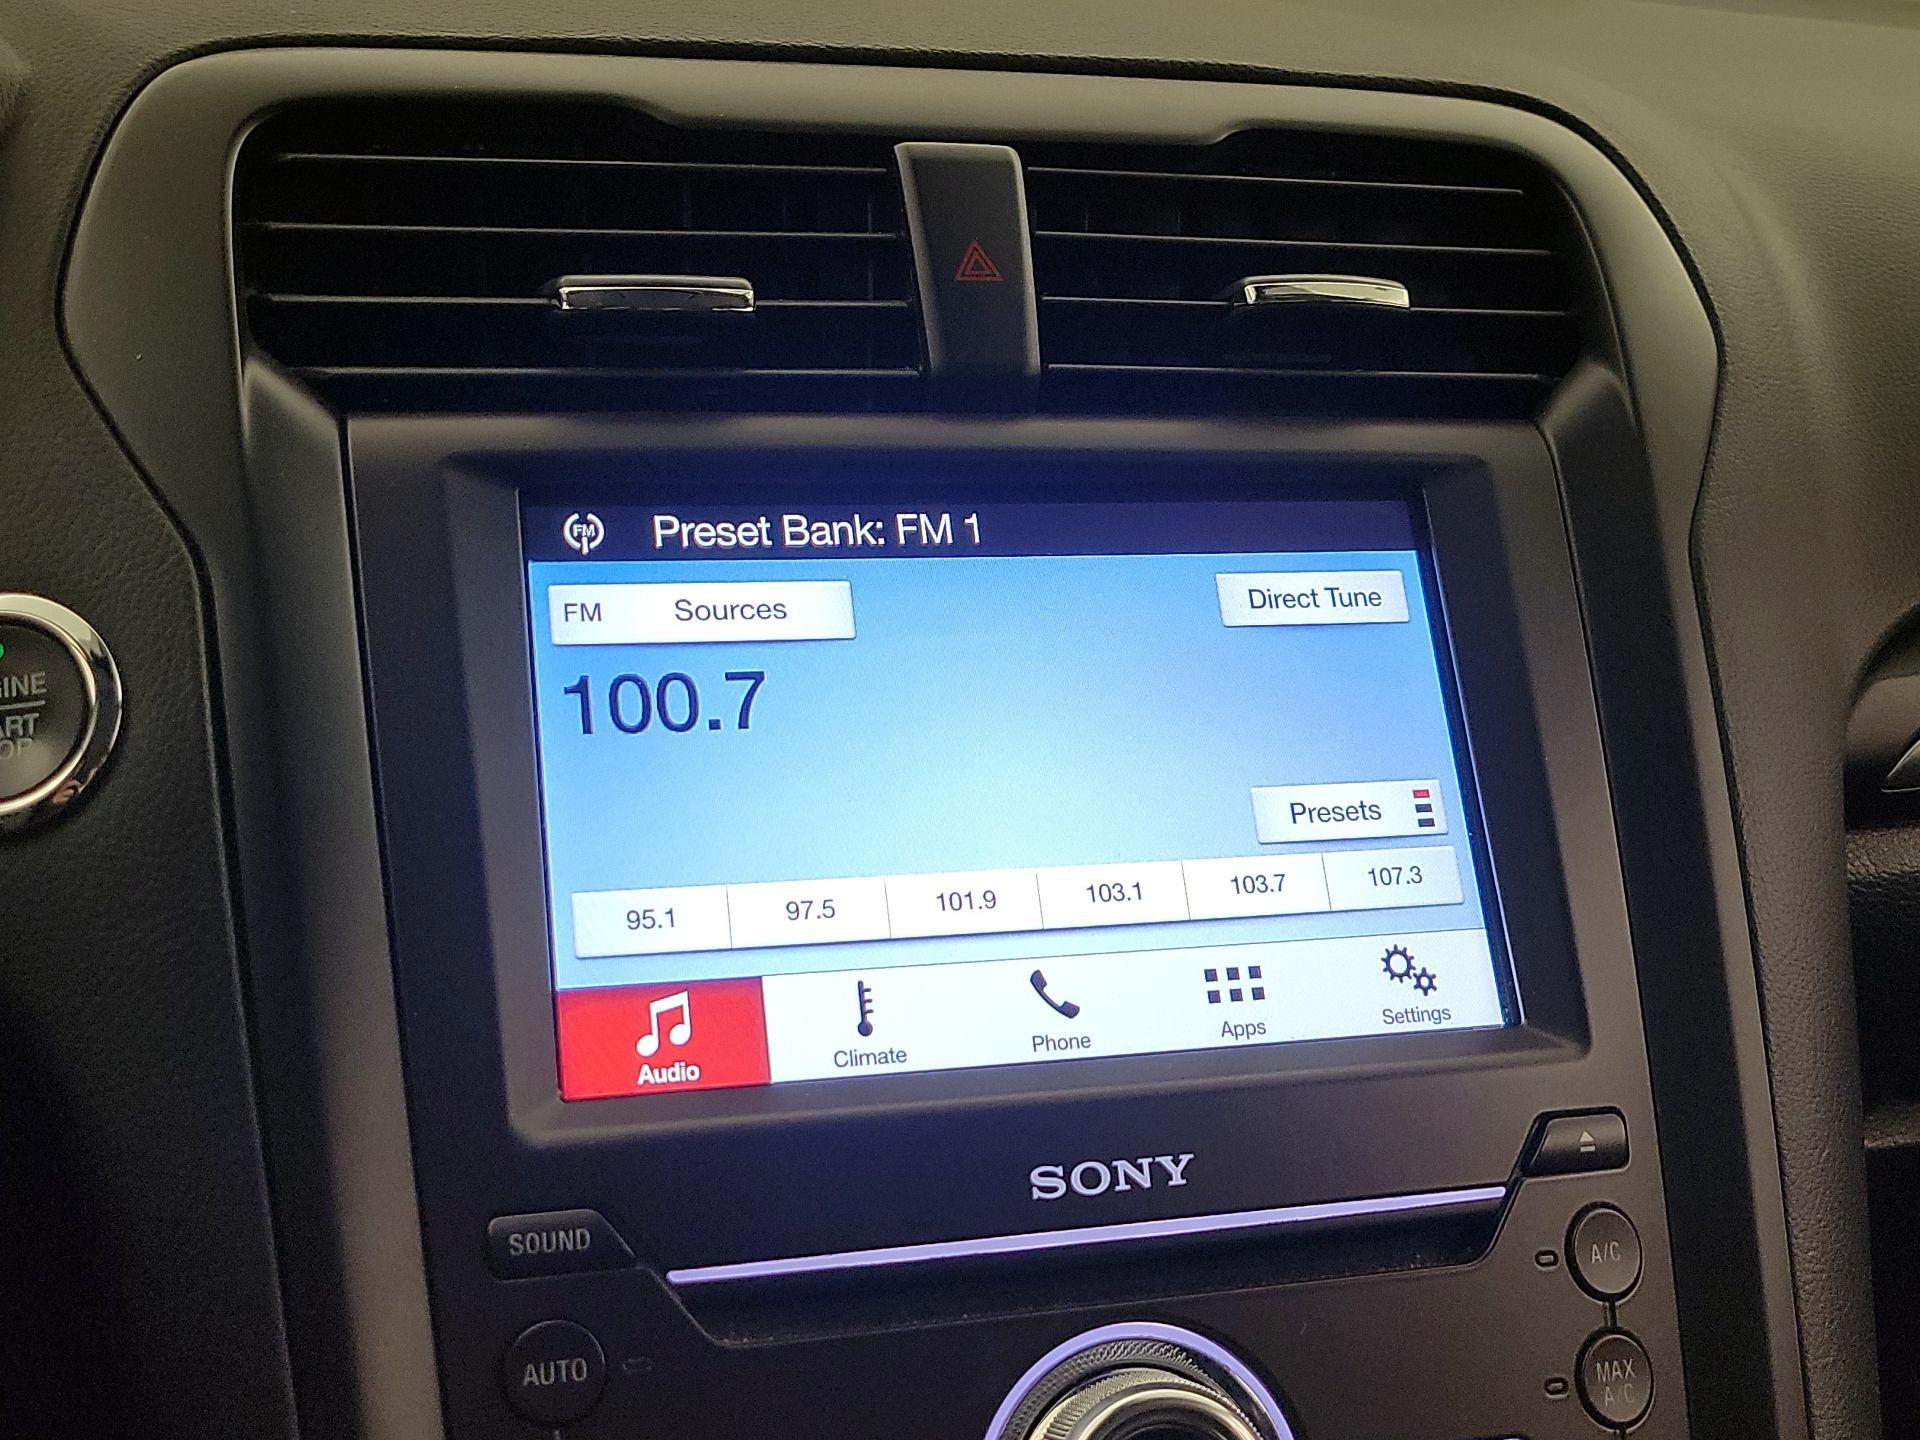 FM
Preset Bank: FM 1
FM Sources
Direct Tune
100.7
Presets
95.1 97.5 101.9 103.1 103.7 107.3
Audio Climate Phone Apps Settings
SONY
SOUND
A/C
AUTO
MAX
A/C